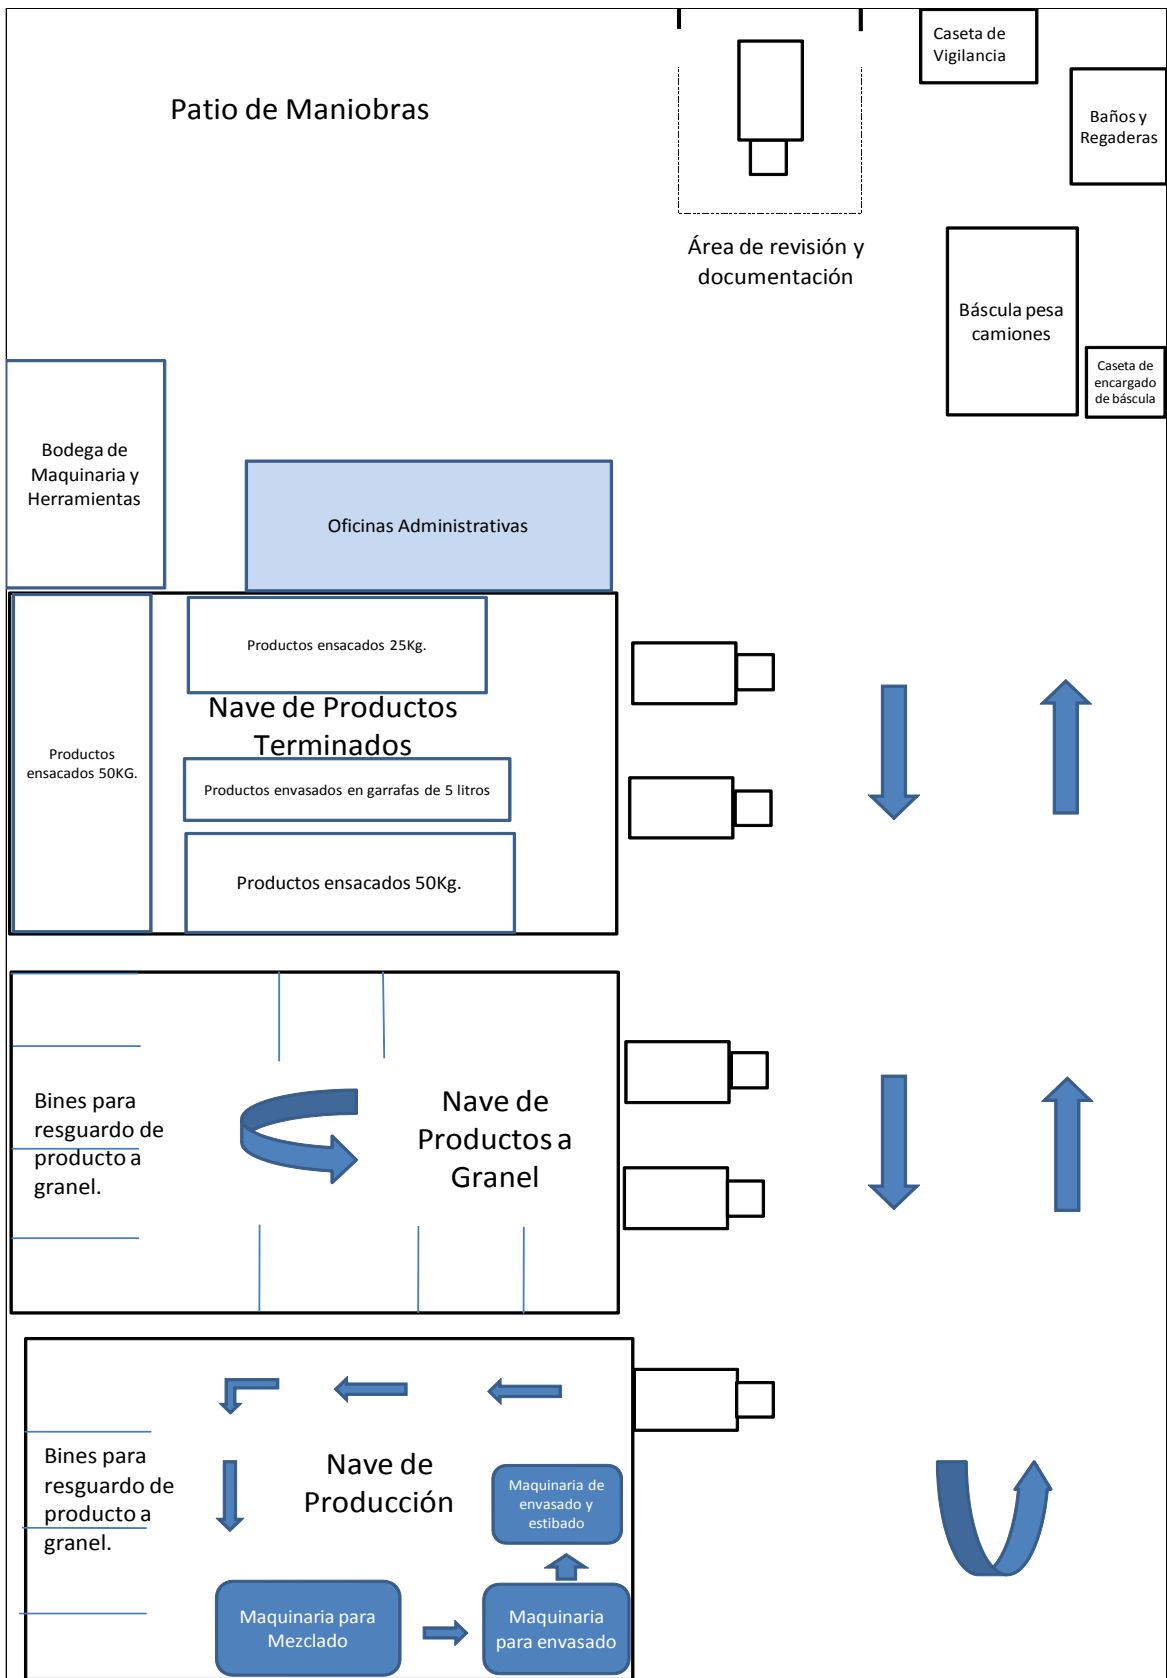 Caseta de
Vigilancia
Patio de Maniobras
Baños y
Regaderas
Área de revisión y
documentación
Báscula pesa
camiones
Caseta de
encargado
de báscula
Bodega de
Maquinaria y
Herramientas
Oficinas Administrativas
Productos ensacados 25Kg.
Nave de Productos
Terminados
Productos
ensacados 50KG.
Productos envasados en garrafas de 5 litros
Productos ensacados 50Kg.
Bines para
resguardo de
producto a
granel.
Nave de
Productos a
Granel
Bines para
resguardo de
producto a
granel.
Nave de
Producción
Maquinaria de
envasado y
estibado
Maquinaria para
Mezclado
Maquinaria
para envasado